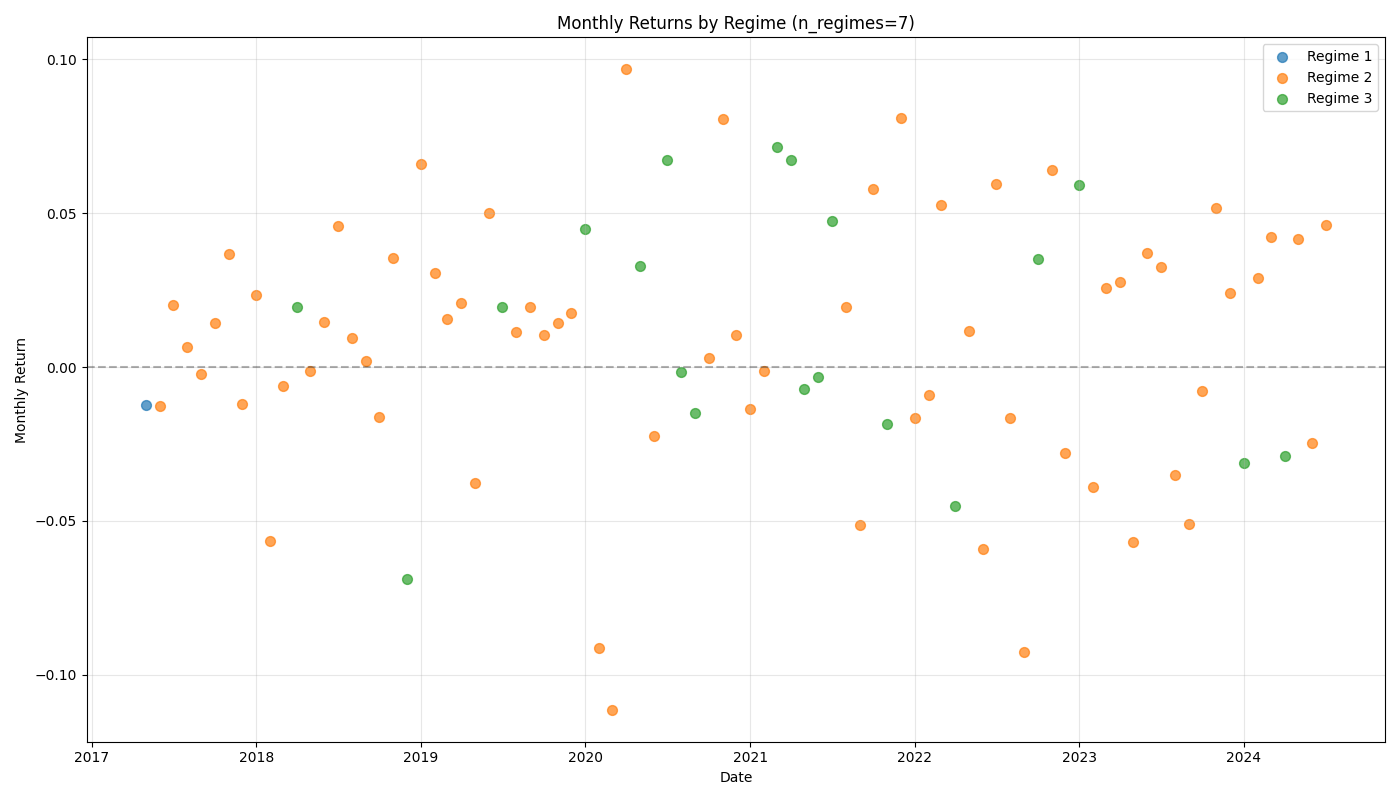 Monthly Returns by Regime (n_regimes=7)
Regime 1
Regime 2
Regime 3
Monthly Return
0.10
0.05
0.00
−0.05
−0.10
2017 2018 2019 2020 2021 2022 2023 2024
Date